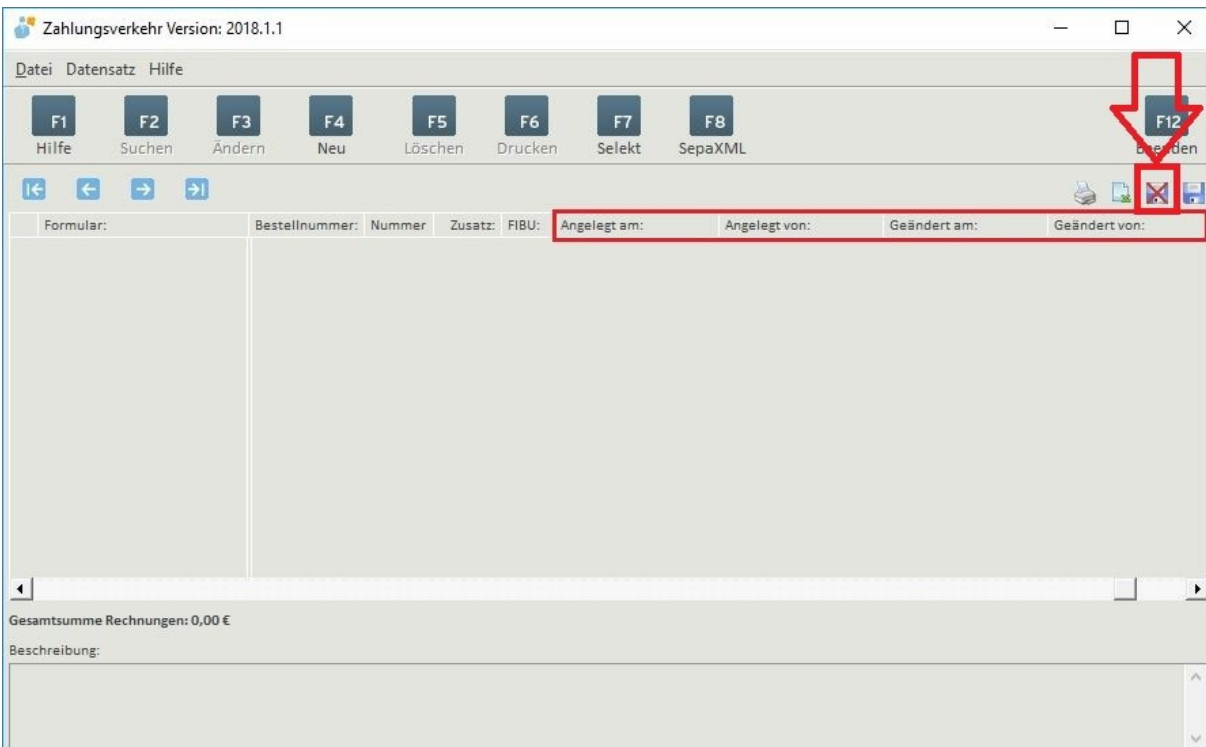 Zahlungsverkehr Version: 2018.1.1
Datei Datensatz Hilfe
F1 F2 F3 F4 F5 F6 F7 F8 F12
Hilfe Suchen Ändern Neu Löschen Drucken Selekt SepaXML Beenden
Formular: Bestellnummer: Nummer Zusatz: FIBU: Angelegt am: Angelegt von: Geändert am: Geändert von:
Gesamtsumme Rechnungen: 0,00 €
Beschreibung: